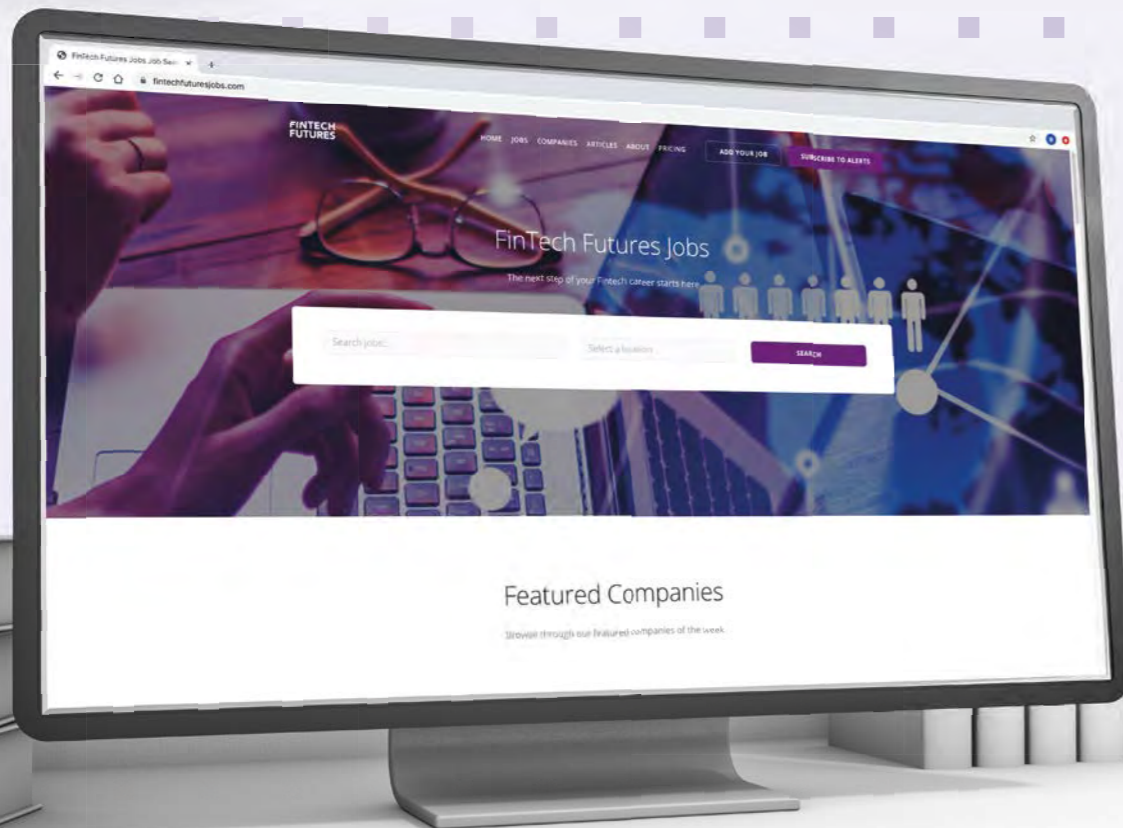 FinTech Futures Jobs Job Sear
fintechfuturesjobs.com
FINTECH
FUTURES
HOME JOBS COMPANIES ARTICLES ABOUT PRICING ADD YOUR JOB SUBSCRIBE TO ALERTS
FinTech Futures Jobs
The next step of your Fintech career starts here
Search jobs...
Select a location...
SEARCH
Featured Companies
Browse through our featured companies of the week